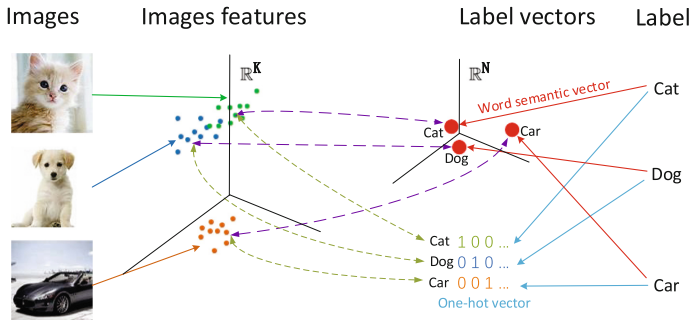 Images
Images features
Label vectors
Label
ℝᴷ
ℝᴺ
Word semantic vector
Cat
Cat
Car
Dog
Dog
Cat 1 0 0 ...
Dog 0 1 0 ...
Car 0 0 1 ...
Car
One-hot vector